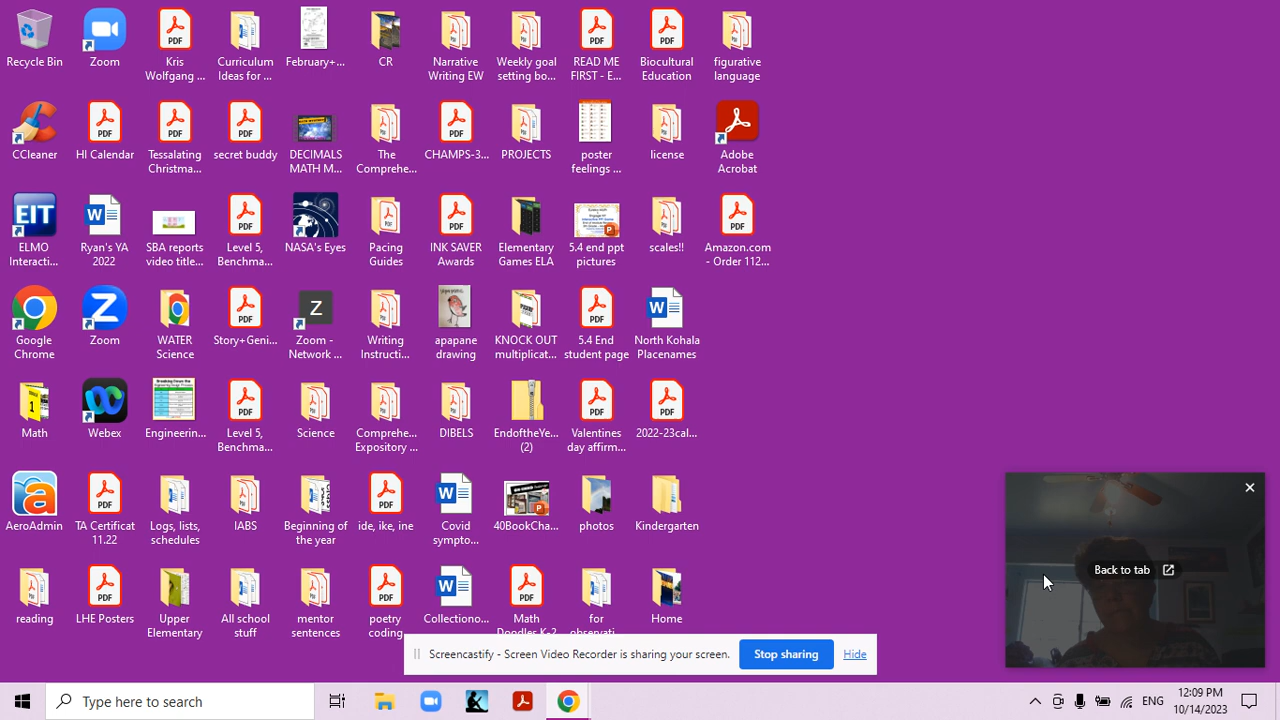 Recycle Bin
Zoom
Kris
Wolfgang ...
Curriculum
Ideas for ...
February+...
CR
Narrative
Writing EW
Weekly goal
setting bo...
READ ME
FIRST - E...
Biocultural
Education
figurative
language
CCleaner
HI Calendar
Tessalating
Christma...
secret buddy
DECIMALS
MATH M...
The
Comprehe...
CHAMPS-3...
PROJECTS
poster
feelings ...
license
Adobe
Acrobat
EIT
ELMO
Interacti...
Ryan's YA
2022
SBA reports
video title...
Level 5,
Benchma...
NASA's Eyes
Pacing
Guides
INK SAVER
Awards
Elementary
Games ELA
5.4 end ppt
pictures
scales!!
Amazon.com
- Order 112...
Google
Chrome
Zoom
WATER
Science
Story+Geni...
Zoom -
Network ...
Writing
Instructi...
apapane
drawing
KNOCK OUT
multiplicat...
5.4 End
student page
North Kohala
Placenames
Math
Webex
Engineerin...
Level 5,
Benchma...
Science
Comprehe...
Expository ...
DIBELS
EndoftheYe...
(2)
Valentines
day affirm...
2022-23cal...
AeroAdmin
TA Certificat
11.22
Logs, lists,
schedules
IABS
Beginning of
the year
ide, ike, ine
Covid
sympto...
40BookCha...
photos
Kindergarten
Back to tab
reading
LHE Posters
Upper
Elementary
All school
stuff
mentor
sentences
poetry
coding
Collectiono...
Math
Doodles K-2
for
observati...
Home
Screencastify - Screen Video Recorder is sharing your screen.
Stop sharing
Hide
Type here to search
ENG
12:09 PM
10/14/2023